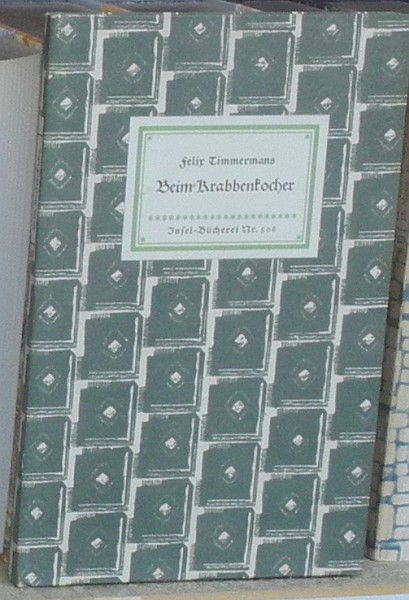 Felix Timmermans
Beim Krabbenkocher
Insel-Bücherei Nr. 508